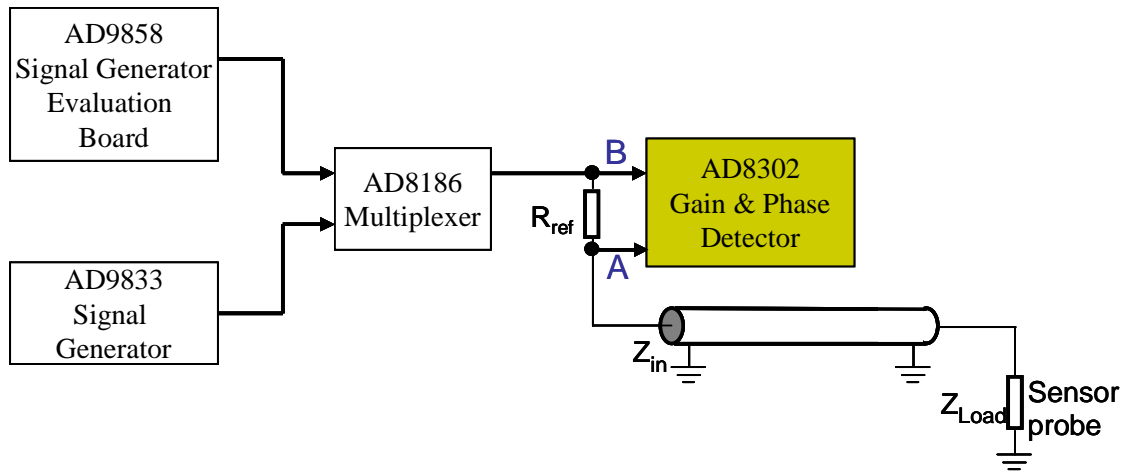 AD9858
Signal Generator
Evaluation
Board
AD8186
Multiplexer
B
AD8302
Gain & Phase
Detector
Rref
A
AD9833
Signal
Generator
Zin
ZLoad
Sensor
probe